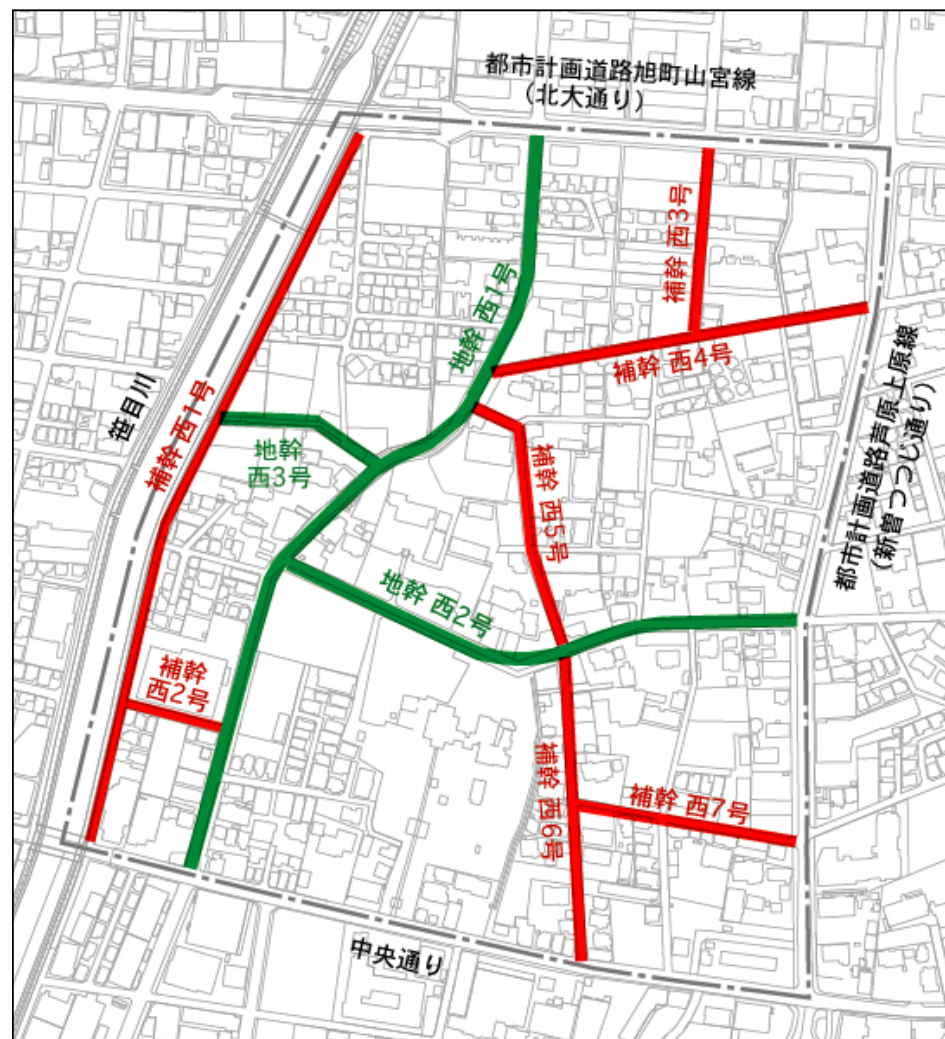 都市計画道路旭町山宮線
(北大通り)
補幹 西3号
地幹 西1号
補幹 西4号
笹目川
補幹 西1号
地幹
西3号
補幹 西5号
都市計画道路芦原上原線
(新曽つつじ通り)
地幹 西2号
補幹
西2号
補幹 西6号
補幹 西7号
中央通り